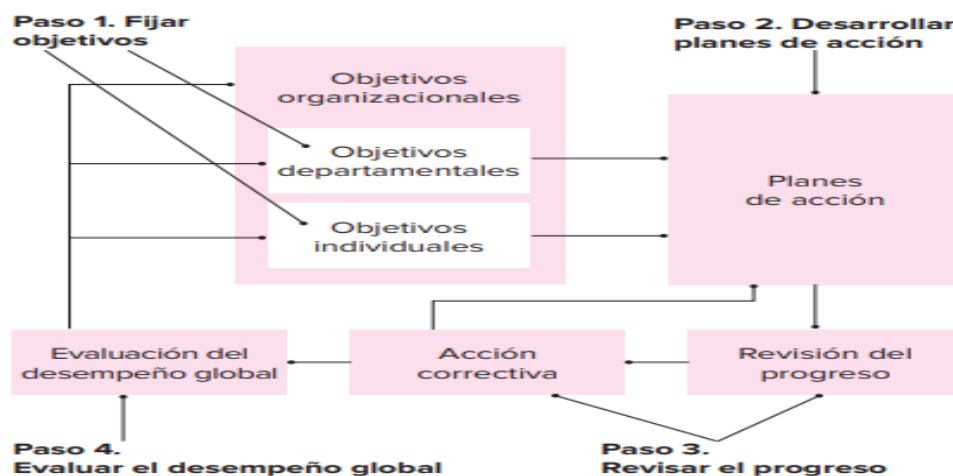 Paso 1. Fijar
objetivos
Paso 2. Desarrollar
planes de acción
Objetivos
organizacionales
Objetivos
departamentales
Objetivos
individuales
Planes
de acción
Evaluación del
desempeño global
Acción
correctiva
Revisión del
progreso
Paso 4.
Evaluar el desempeño global
Paso 3.
Revisar el progreso